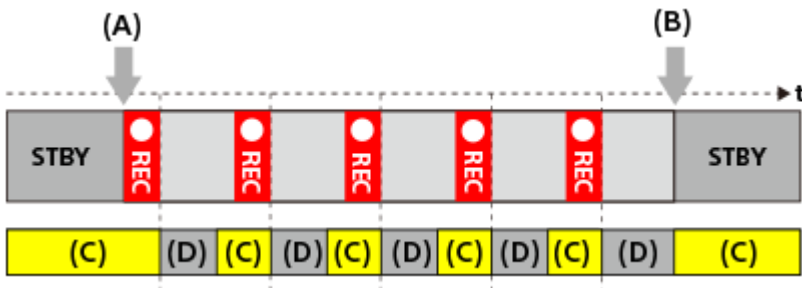 (A) (B)
t
STBY REC REC REC REC REC STBY
(C) (D) (C) (D) (C) (D) (C) (D) (C) (D) (C)